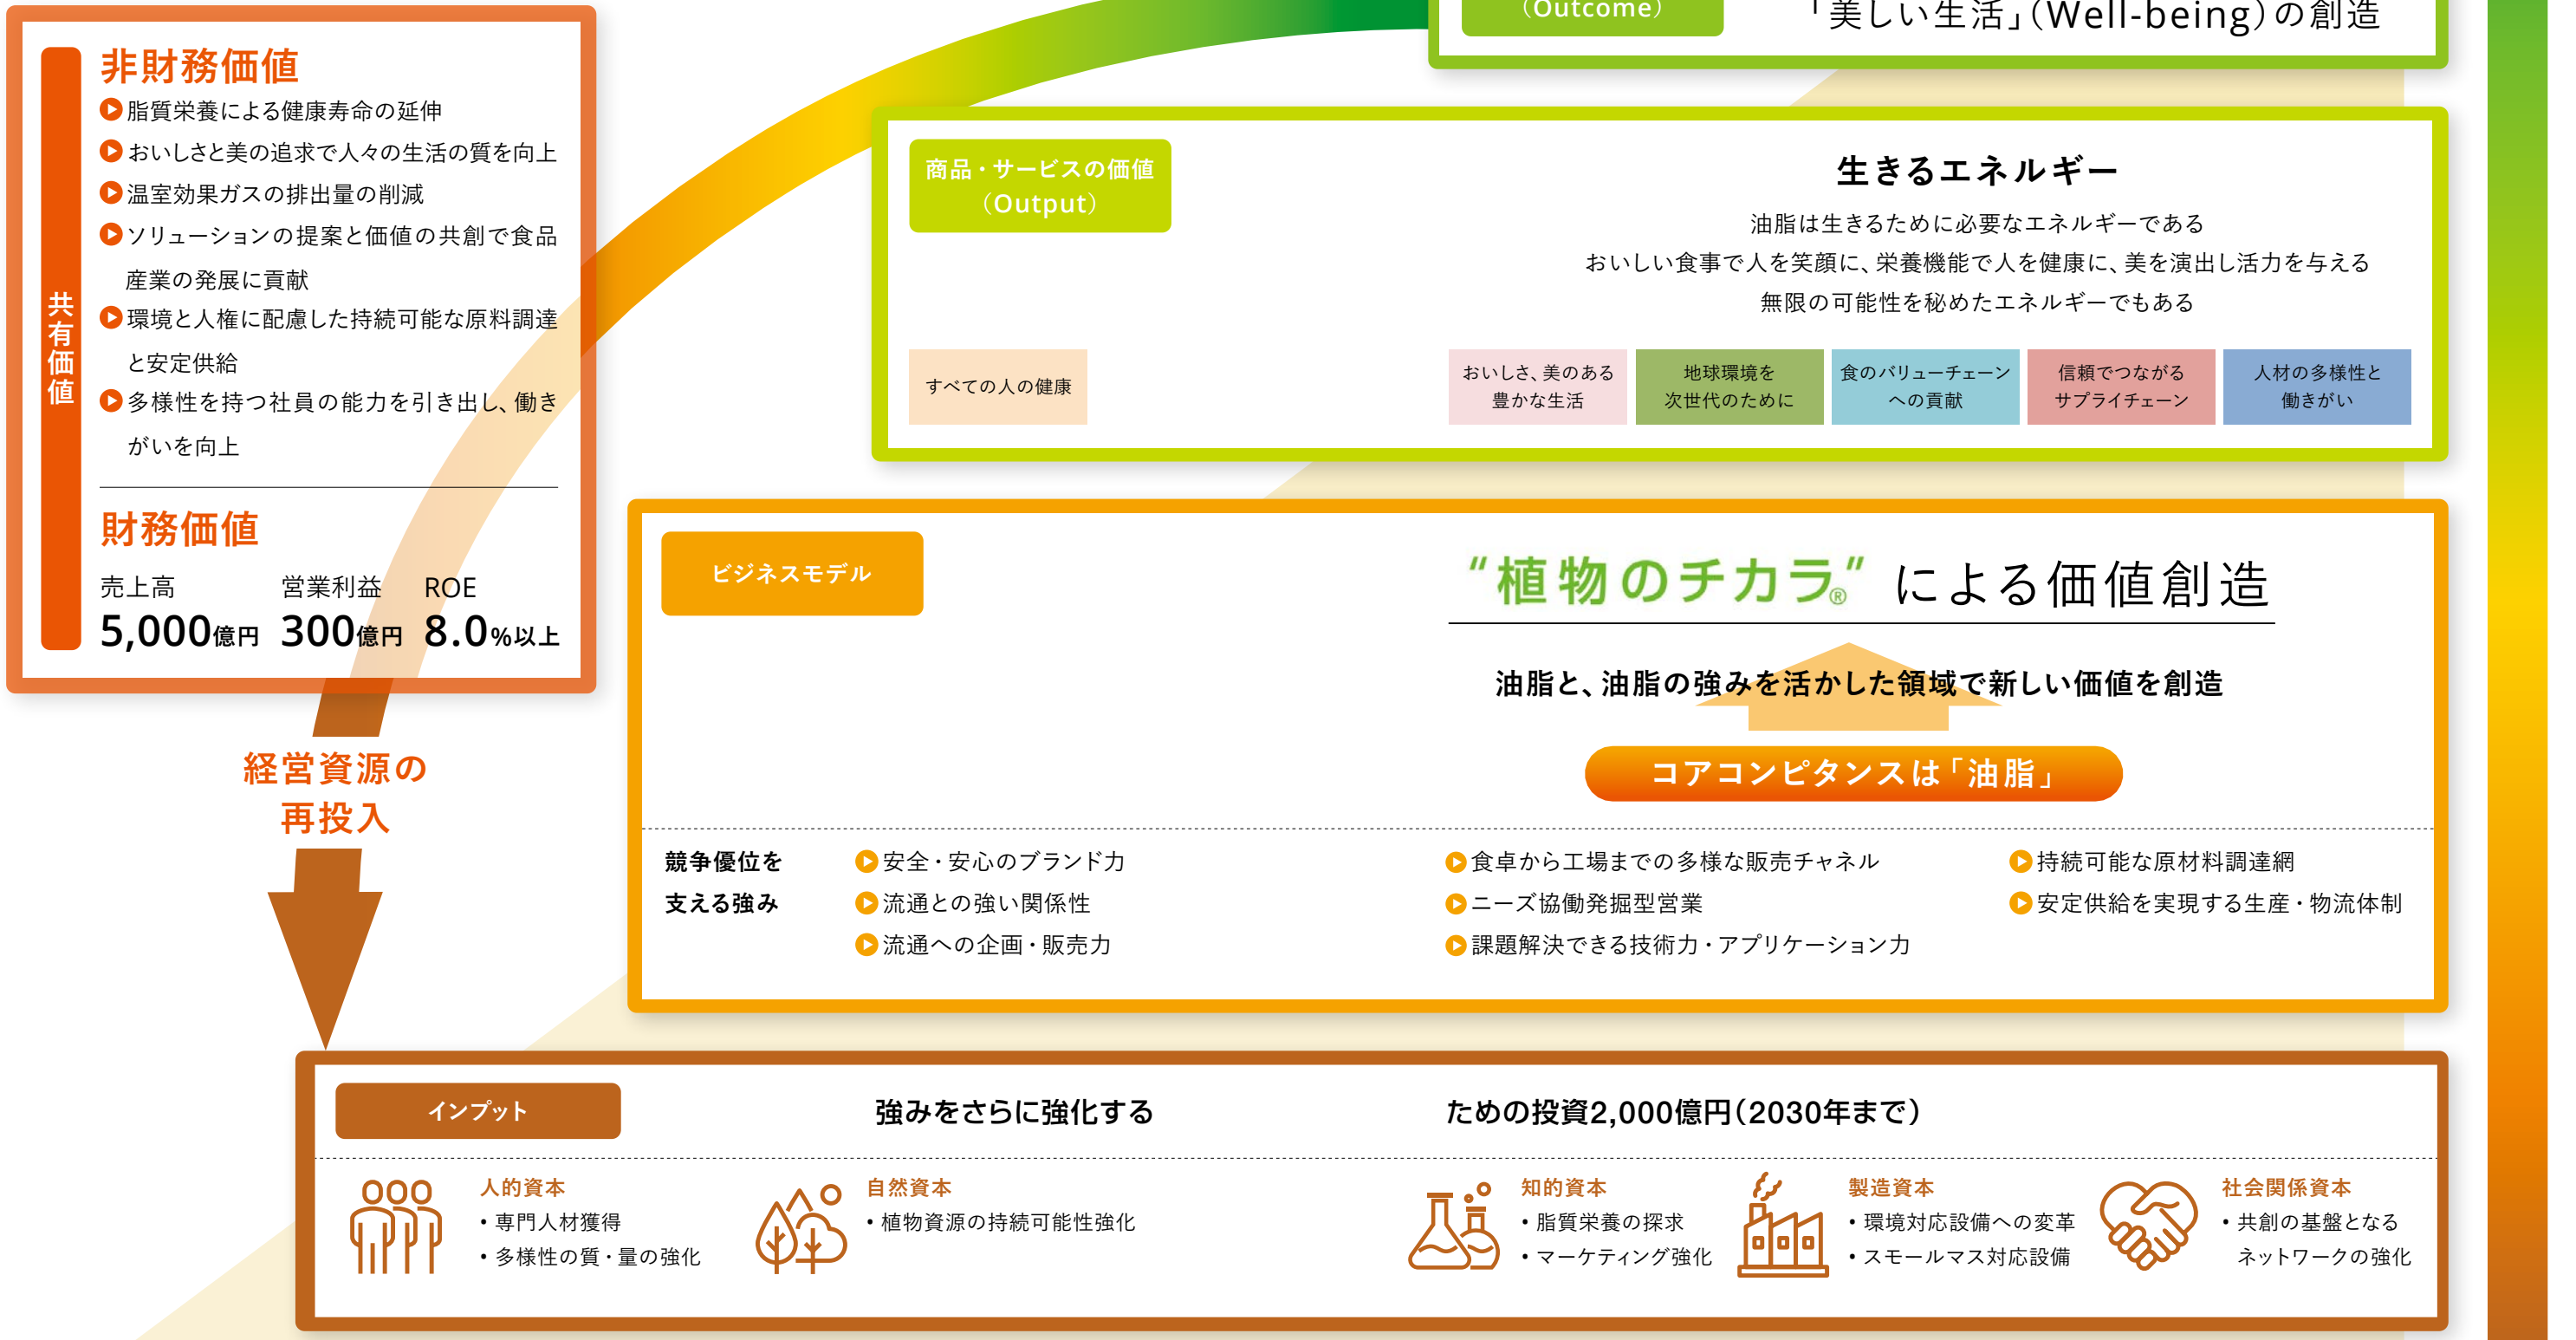 (Outcome)
「美しい生活」(Well-being)の創造
共有価値
非財務価値
脂質栄養による健康寿命の延伸
おいしさと美の追求で人々の生活の質を向上
温室効果ガスの排出量の削減
ソリューションの提案と価値の共創で食品
産業の発展に貢献
環境と人権に配慮した持続可能な原料調達
と安定供給
多様性を持つ社員の能力を引き出し、働き
がいを向上
財務価値
売上高 営業利益 ROE
5,000億円 300億円 8.0%以上
経営資源の
再投入
商品・サービスの価値
(Output)
生きるエネルギー
油脂は生きるために必要なエネルギーである
おいしい食事で人を笑顔に、栄養機能で人を健康に、美を演出し活力を与える
無限の可能性を秘めたエネルギーでもある
すべての人の健康
おいしさ、美のある
豊かな生活
地球環境を
次世代のために
食のバリューチェーン
への貢献
信頼でつながる
サプライチェーン
人材の多様性と
働きがい
ビジネスモデル
“植物のチカラ®” による価値創造
油脂と、油脂の強みを活かした領域で新しい価値を創造
コアコンピタンスは「油脂」
競争優位を
支える強み
安全・安心のブランド力
流通との強い関係性
流通への企画・販売力
食卓から工場までの多様な販売チャネル
ニーズ協働発掘型営業
課題解決できる技術力・アプリケーション力
持続可能な原材料調達網
安定供給を実現する生産・物流体制
インプット
強みをさらに強化する ための投資2,000億円(2030年まで)
人的資本
・専門人材獲得
・多様性の質・量の強化
自然資本
・植物資源の持続可能性強化
知的資本
・脂質栄養の探求
・マーケティング強化
製造資本
・環境対応設備への変革
・スモールマス対応設備
社会関係資本
・共創の基盤となる
ネットワークの強化